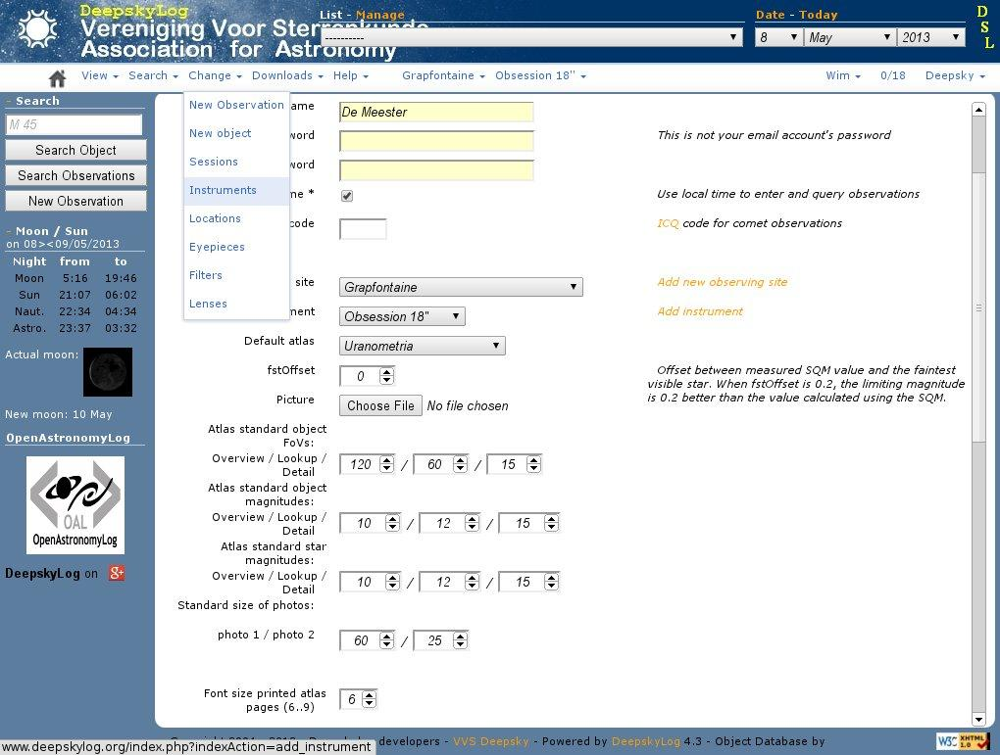 DeepskyLog
Vereniging Voor Sterrenkunde
Association for Astronomy
List - Manage
----------
Date - Today
8 May 2013
D
S
L
View Search Change Downloads Help Grapfontaine Obsession 18" Wim 0/18 Deepsky
- Search
M 45
Search Object
Search Observations
New Observation
- Moon / Sun
on 08><09/05/2013
Night from to
Moon 5:16 19:46
Sun 21:07 06:02
Naut. 22:34 04:34
Astro. 23:37 03:32
Actual moon:
New moon: 10 May
OpenAstronomyLog
OAL
OpenAstronomyLog
DeepskyLog on g+
New Observation
New object
Sessions
Instruments
Locations
Eyepieces
Filters
Lenses
ame De Meester
word This is not your email account's password
word
me * Use local time to enter and query observations
code ICQ code for comet observations
site Grapfontaine Add new observing site
ment Obsession 18" Add instrument
Default atlas Uranometria
fstOffset 0 Offset between measured SQM value and the faintest
visible star. When fstOffset is 0.2, the limiting magnitude
is 0.2 better than the value calculated using the SQM.
Picture Choose File No file chosen
Atlas standard object
FoVs:
Overview / Lookup /
Detail 120 / 60 / 15
Atlas standard object
magnitudes:
Overview / Lookup /
Detail 10 / 12 / 15
Atlas standard star
magnitudes:
Overview / Lookup /
Detail 10 / 12 / 15
Standard size of photos:
photo 1 / photo 2 60 / 25
Font size printed atlas
pages (6..9) 6
developers - VVS Deepsky - Powered by DeepskyLog 4.3 - Object Database by
W3C XHTML 1.0
www.deepskylog.org/index.php?indexAction=add_instrument